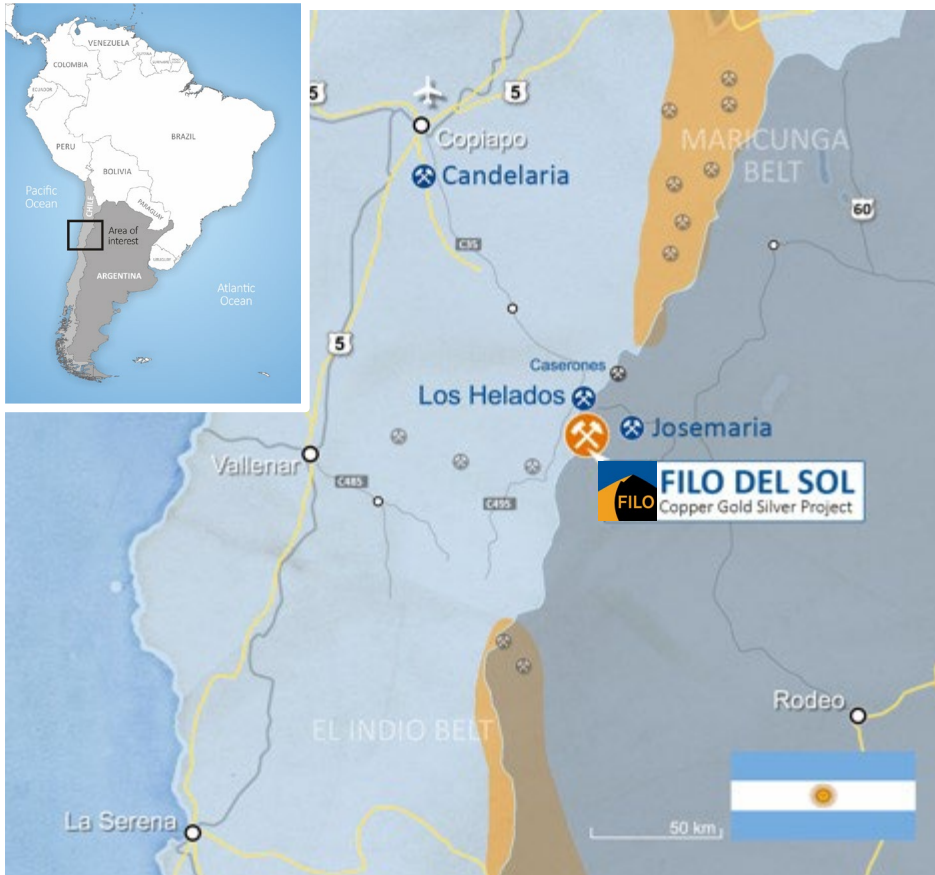 VENEZUELA
COLOMBIA
ECUADOR
PERU
BRAZIL
BOLIVIA
Pacific
Ocean
CHILE
PARAGUAY
Area of
interest
URUGUAY
ARGENTINA
Atlantic
Ocean
5
5
Copiapo
Candelaria
MARICUNGA
BELT
60
C35
5
Caserones
Los Helados
Josemaria
Vallenar
C485
C495
FILO
FILO DEL SOL
Copper Gold Silver Project
EL INDIO BELT
Rodeo
La Serena
50 km